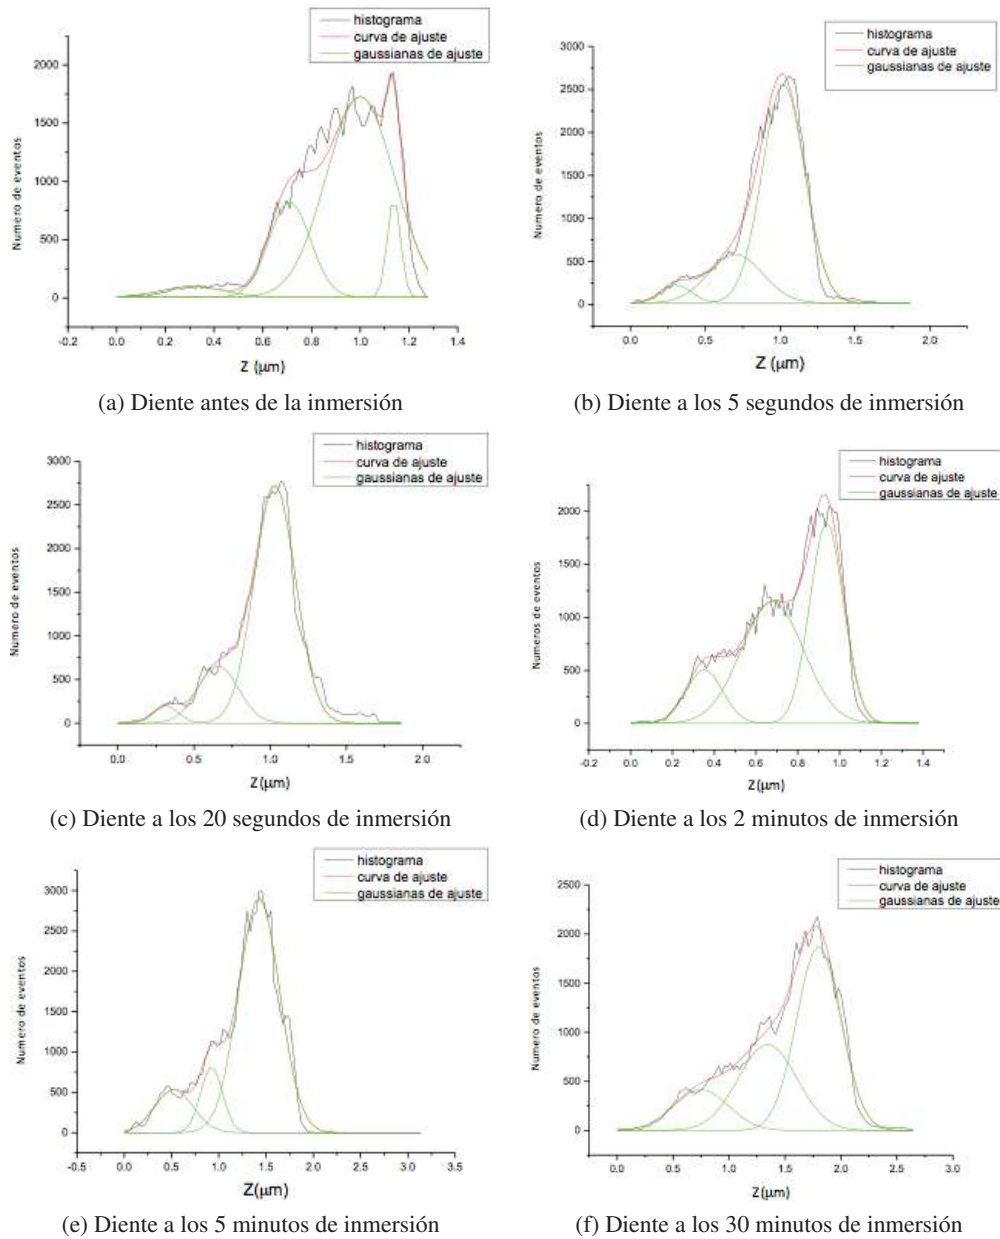 histograma
curva de ajuste
gaussianas de ajuste
2000
1500
1000
500
0
Numero de eventos
-0.2 0.0 0.2 0.4 0.6 0.8 1.0 1.2 1.4
Z (μm)
(a) Diente antes de la inmersión
histograma
curva de ajuste
gaussianas de ajuste
3000
2500
2000
1500
1000
500
0
Numero de eventos
0.0 0.5 1.0 1.5 2.0
Z (μm)
(b) Diente a los 5 segundos de inmersión
histograma
curva de ajuste
gaussianas de ajuste
3000
2500
2000
1500
1000
500
0
Numero de eventos
0.0 0.5 1.0 1.5 2.0
Z(μm)
(c) Diente a los 20 segundos de inmersión
histograma
curva de ajuste
gaussianas de ajuste
2000
1500
1000
500
0
Numeros de eventos
-0.2 0.0 0.2 0.4 0.6 0.8 1.0 1.2 1.4
Z(μm)
(d) Diente a los 2 minutos de inmersión
histograma
curva de ajuste
gaussianas de ajuste
3000
2500
2000
1500
1000
500
0
Numero de eventos
-0.5 0.0 0.5 1.0 1.5 2.0 2.5 3.0 3.5
Z(μm)
(e) Diente a los 5 minutos de inmersión
histograma
curva de ajuste
gaussianas de ajuste
2500
2000
1500
1000
500
0
Numero de eventos
0.0 0.5 1.0 1.5 2.0 2.5 3.0
Z(μm)
(f) Diente a los 30 minutos de inmersión